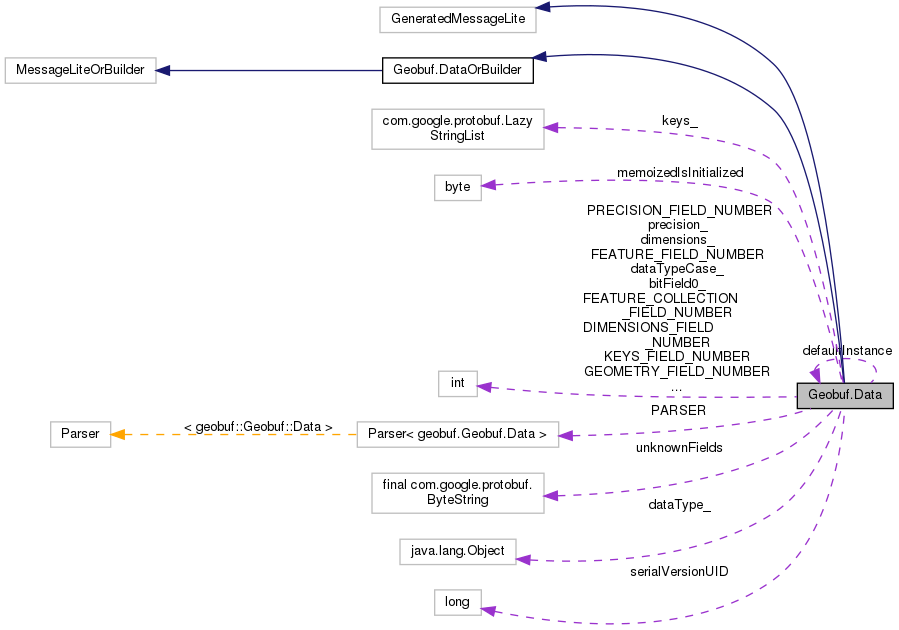 GeneratedMessageLite
MessageLiteOrBuilder
Geobuf.DataOrBuilder
com.google.protobuf.Lazy
StringList
keys_
byte
memoizedIsInitialized
PRECISION_FIELD_NUMBER
precision_
dimensions_
FEATURE_FIELD_NUMBER
dataTypeCase_
bitField0_
FEATURE_COLLECTION
_FIELD_NUMBER
DIMENSIONS_FIELD
_NUMBER
KEYS_FIELD_NUMBER
GEOMETRY_FIELD_NUMBER
...
int
defaultInstance
Geobuf.Data
PARSER
Parser
< geobuf::Geobuf::Data >
Parser< geobuf.Geobuf.Data >
unknownFields
final com.google.protobuf.
ByteString
dataType_
java.lang.Object
serialVersionUID
long